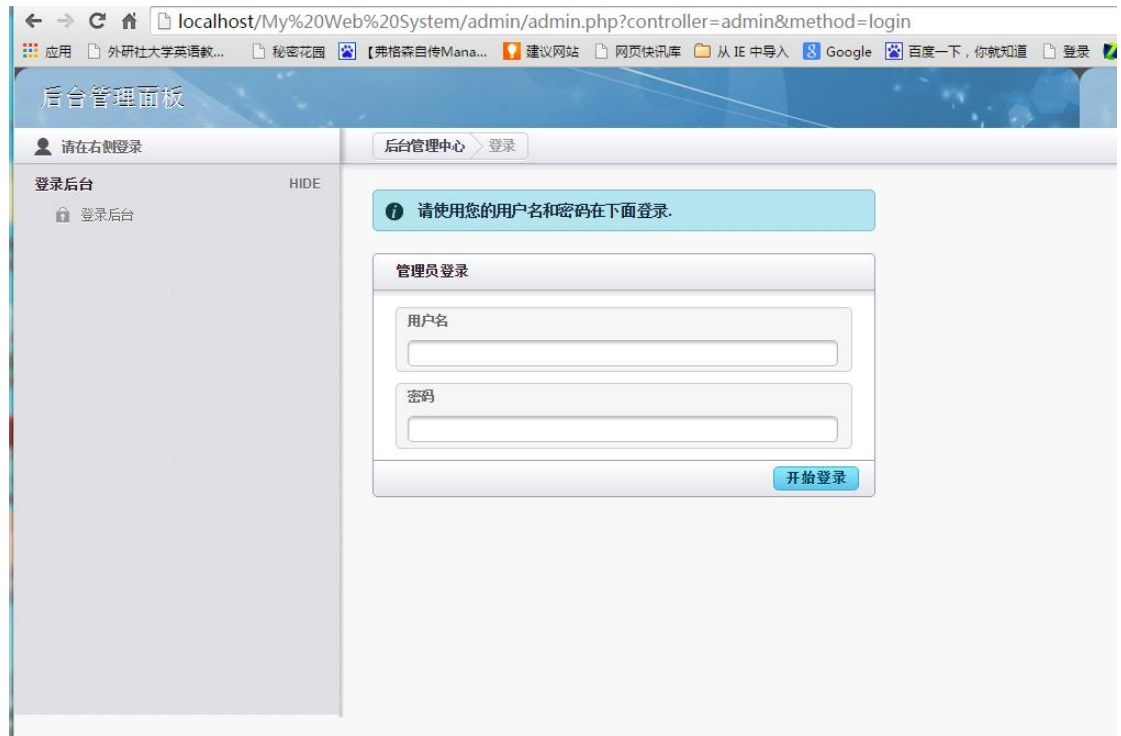 localhost/My%20Web%20System/admin/admin.php?controller=admin&method=login
应用 外研社大学英语教... 秘密花园 【弗格森自传Mana... 建议网站 网页快讯库 从 IE 中导入 Google 百度一下，你就知道 登录
后台管理面板
请在右侧登录
后台管理中心 登录
登录后台 HIDE
登录后台
请使用您的用户名和密码在下面登录.
管理员登录
用户名
密码
开始登录